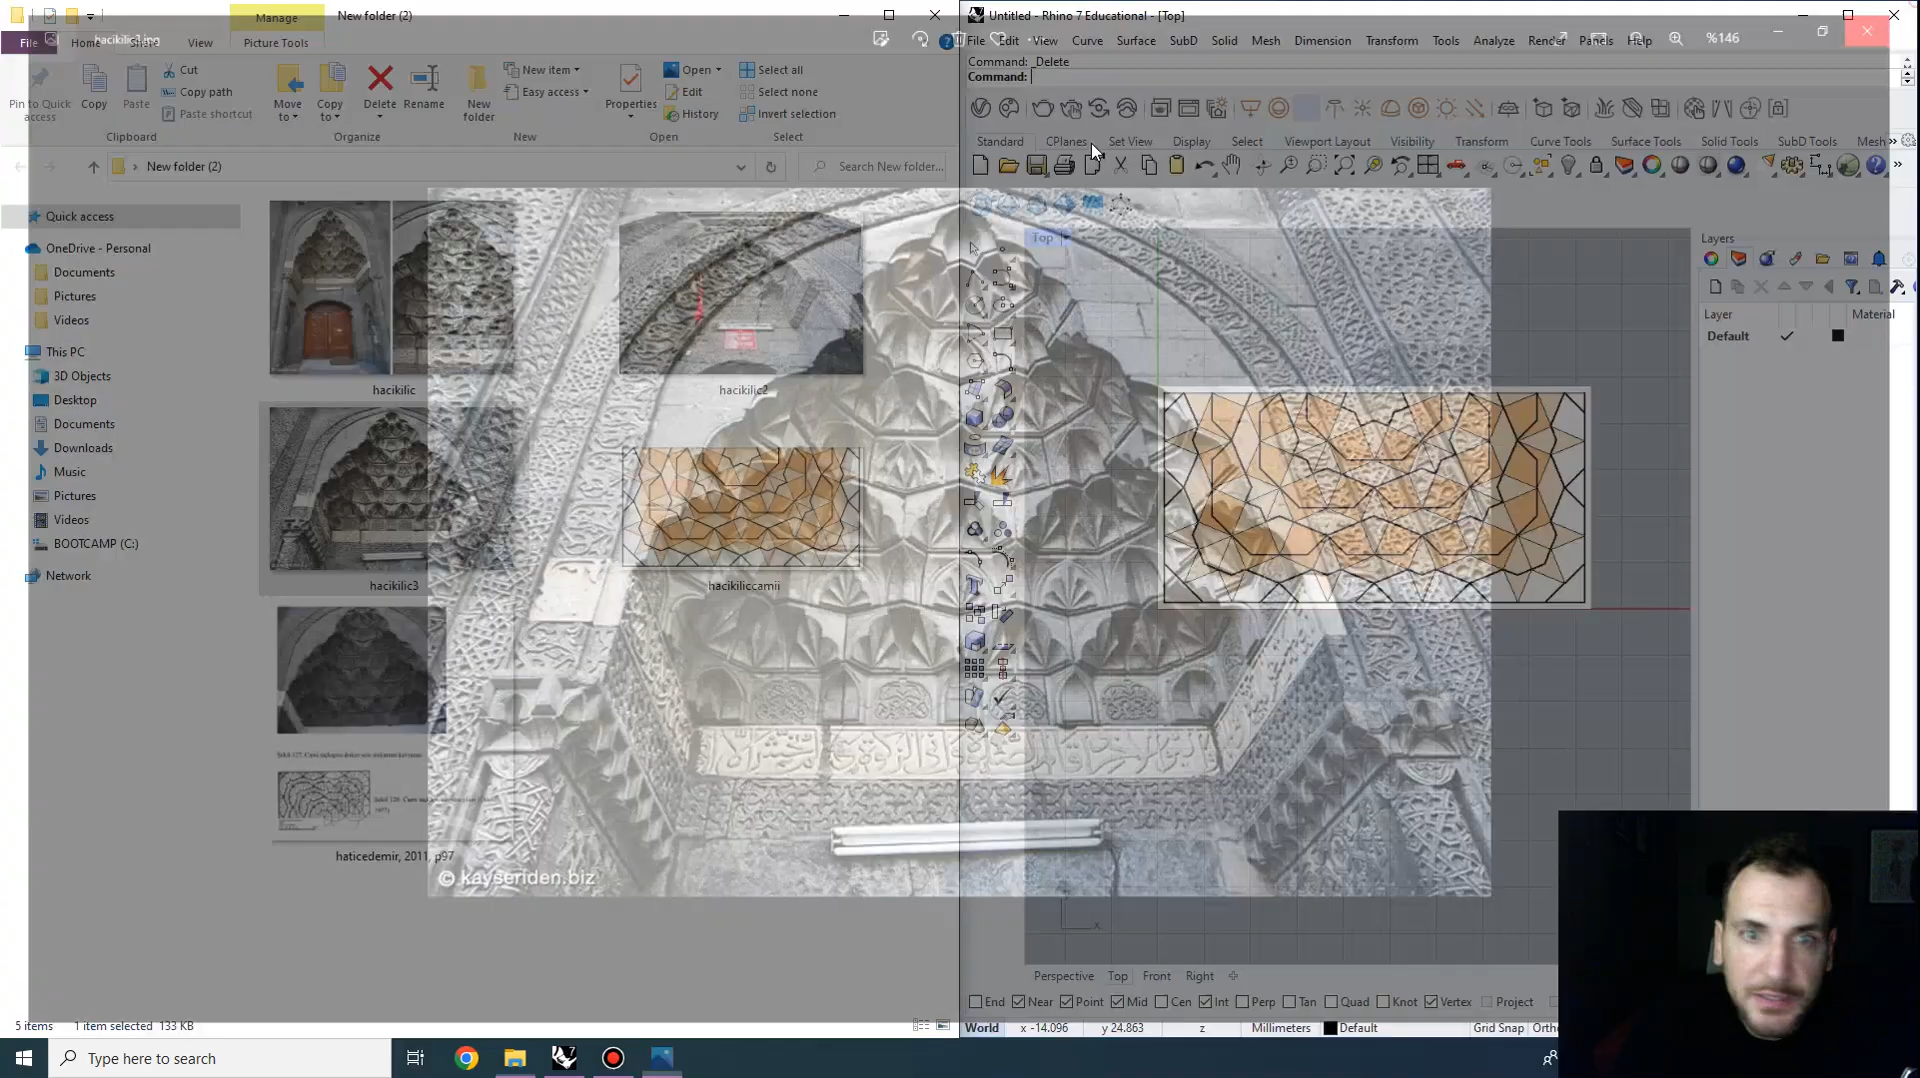 Manage
New folder (2)
Untitled - Rhino 7 Educational - [Top]
File
Home
Share
View
Picture Tools
hacikilic3.png
File Edit View Curve Surface SubD Solid Mesh Dimension Transform Tools Analyze Render Panels Help
%146
Command: _Delete
Command:
Pin to Quick access
Copy
Paste
Cut
Copy path
Paste shortcut
Clipboard
Move to
Copy to
Delete
Rename
Organize
New folder
New item
Easy access
New
Properties
Open
Edit
History
Open
Select all
Select none
Invert selection
Select
Standard CPlanes Set View Display Select Viewport Layout Visibility Transform Curve Tools Surface Tools Solid Tools SubD Tools Mesh
New folder (2)
Search New folder...
Quick access
OneDrive - Personal
Documents
Pictures
Videos
This PC
3D Objects
Desktop
Documents
Downloads
Music
Pictures
Videos
BOOTCAMP (C:)
Network
hacikilic
hacikilic2
hacikilic3
hacikiliccamii
haticedemir, 2011, p97
© kayseriden.biz
Top
Layers
Layer
Material
Default
x
Perspective Top Front Right
End Near Point Mid Cen Int Perp Tan Quad Knot Vertex Project
World x -14.096 y 24.863 z Millimeters Default Grid Snap Ortho
5 items 1 item selected 133 KB
Type here to search